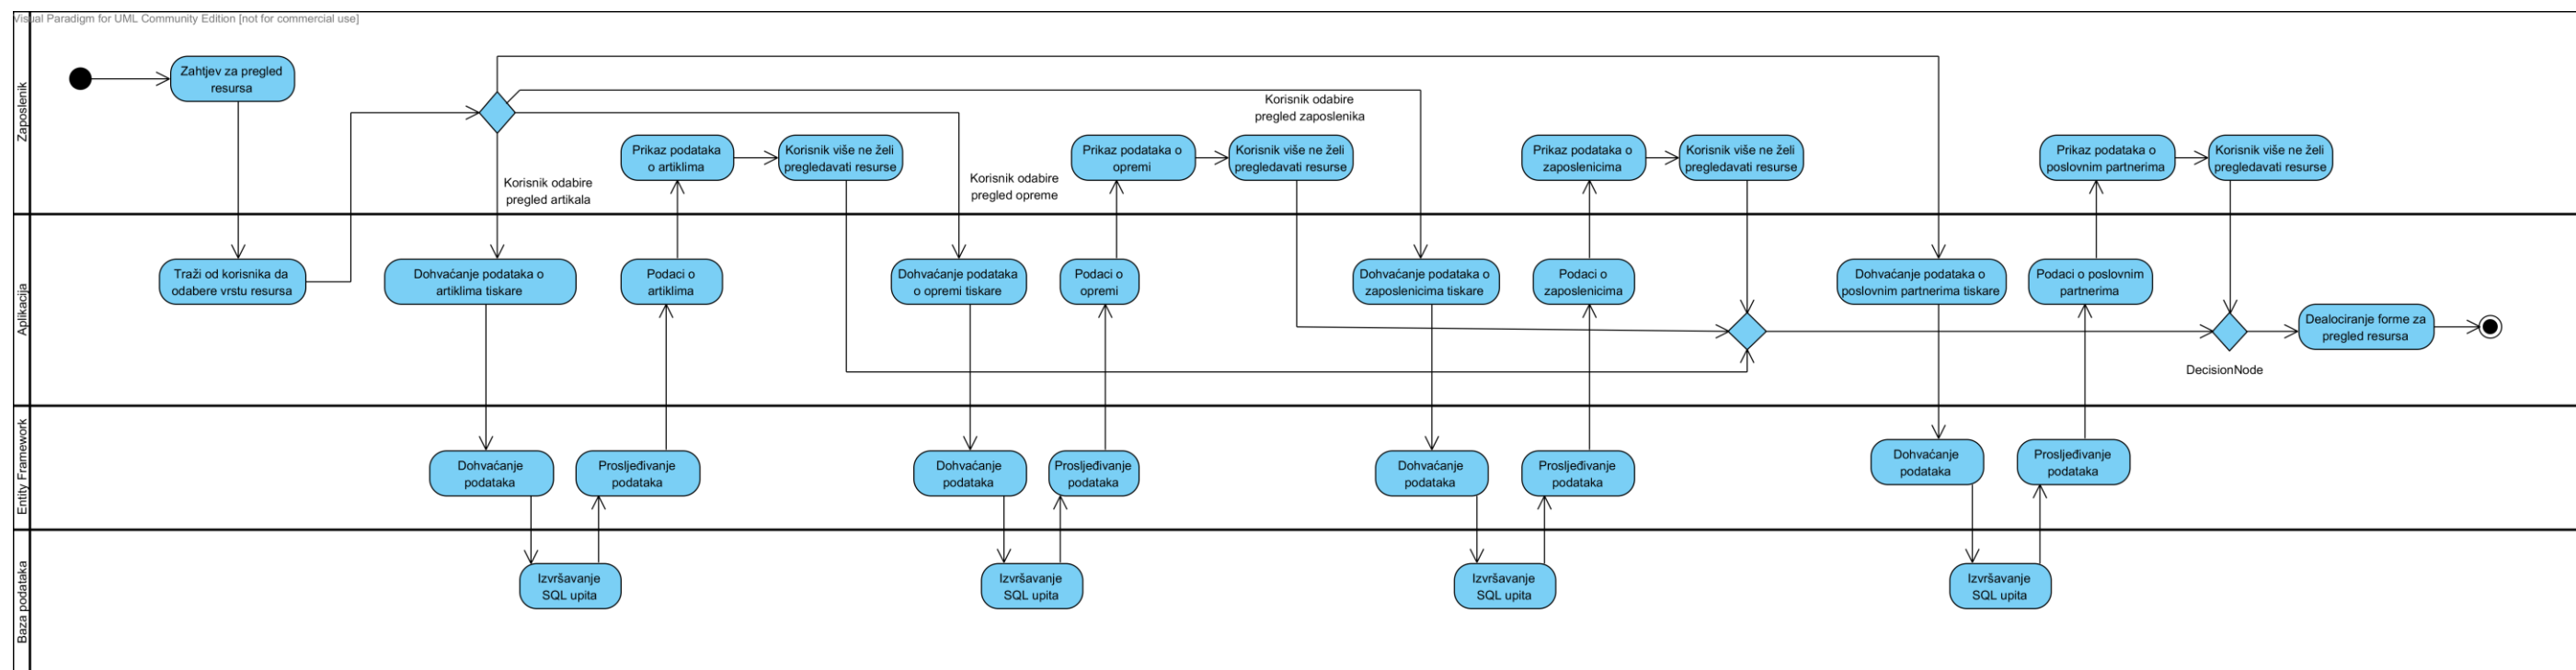 Visual Paradigm for UML Community Edition [not for commercial use]
Zaposlenik
Zahtjev za pregled
resursa
Korisnik odabire
pregled artikala
Prikaz podataka
o artiklima
Korisnik više ne želi
pregledavati resurse
Korisnik odabire
pregled opreme
Prikaz podataka o
opremi
Korisnik odabire
pregled zaposlenika
Korisnik više ne želi
pregledavati resurse
Prikaz podataka o
zaposlenicima
Korisnik više ne želi
pregledavati resurse
Prikaz podataka o
poslovnim partnerima
Korisnik više ne želi
pregledavati resurse
Aplikacija
Traži od korisnika da
odabere vrstu resursa
Dohvaćanje podataka o
artiklima tiskare
Podaci o
artiklima
Dohvaćanje podataka
o opremi tiskare
Podaci o
opremi
Dohvaćanje podataka o
zaposlenicima tiskare
Podaci o
zaposlenicima
Dohvaćanje podataka o
poslovnim partnerima tiskare
Podaci o poslovnim
partnerima
DecisionNode
Dealociranje forme za
pregled resursa
Entity Framework
Dohvaćanje
podataka
Prosljeđivanje
podataka
Dohvaćanje
podataka
Prosljeđivanje
podataka
Dohvaćanje
podataka
Prosljeđivanje
podataka
Dohvaćanje
podataka
Prosljeđivanje
podataka
Baza podataka
Izvršavanje
SQL upita
Izvršavanje
SQL upita
Izvršavanje
SQL upita
Izvršavanje
SQL upita